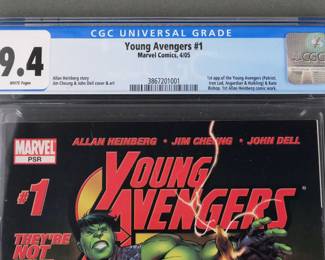 CGC UNIVERSAL GRADE
9.4
WHITE Pages
Young Avengers #1
Marvel Comics, 4/05
Allan Heinberg story
Jim Cheung & John Dell cover & art
3867201001
1st app of the Young Avengers (Patriot,
Iron Lad, Asgardian & Hulkling) & Kate
Bishop. 1st Allan Heinberg comic work.
CGC
MARVEL
PSR
ALLAN HEINBERG · JIM CHEUNG · JOHN DELL
YOUNG
AVENGERS
#1
THEY'RE NOT